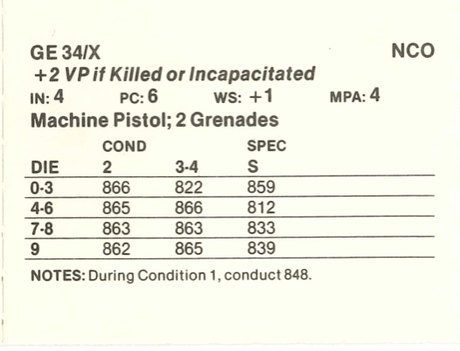 GE 34/X NCO
+2 VP if Killed or Incapacitated
IN: 4 PC: 6 WS: +1 MPA: 4
Machine Pistol; 2 Grenades
COND SPEC
DIE 2 3-4 S
0-3 866 822 859
4-6 865 866 812
7-8 863 863 833
9 862 865 839
NOTES: During Condition 1, conduct 848.